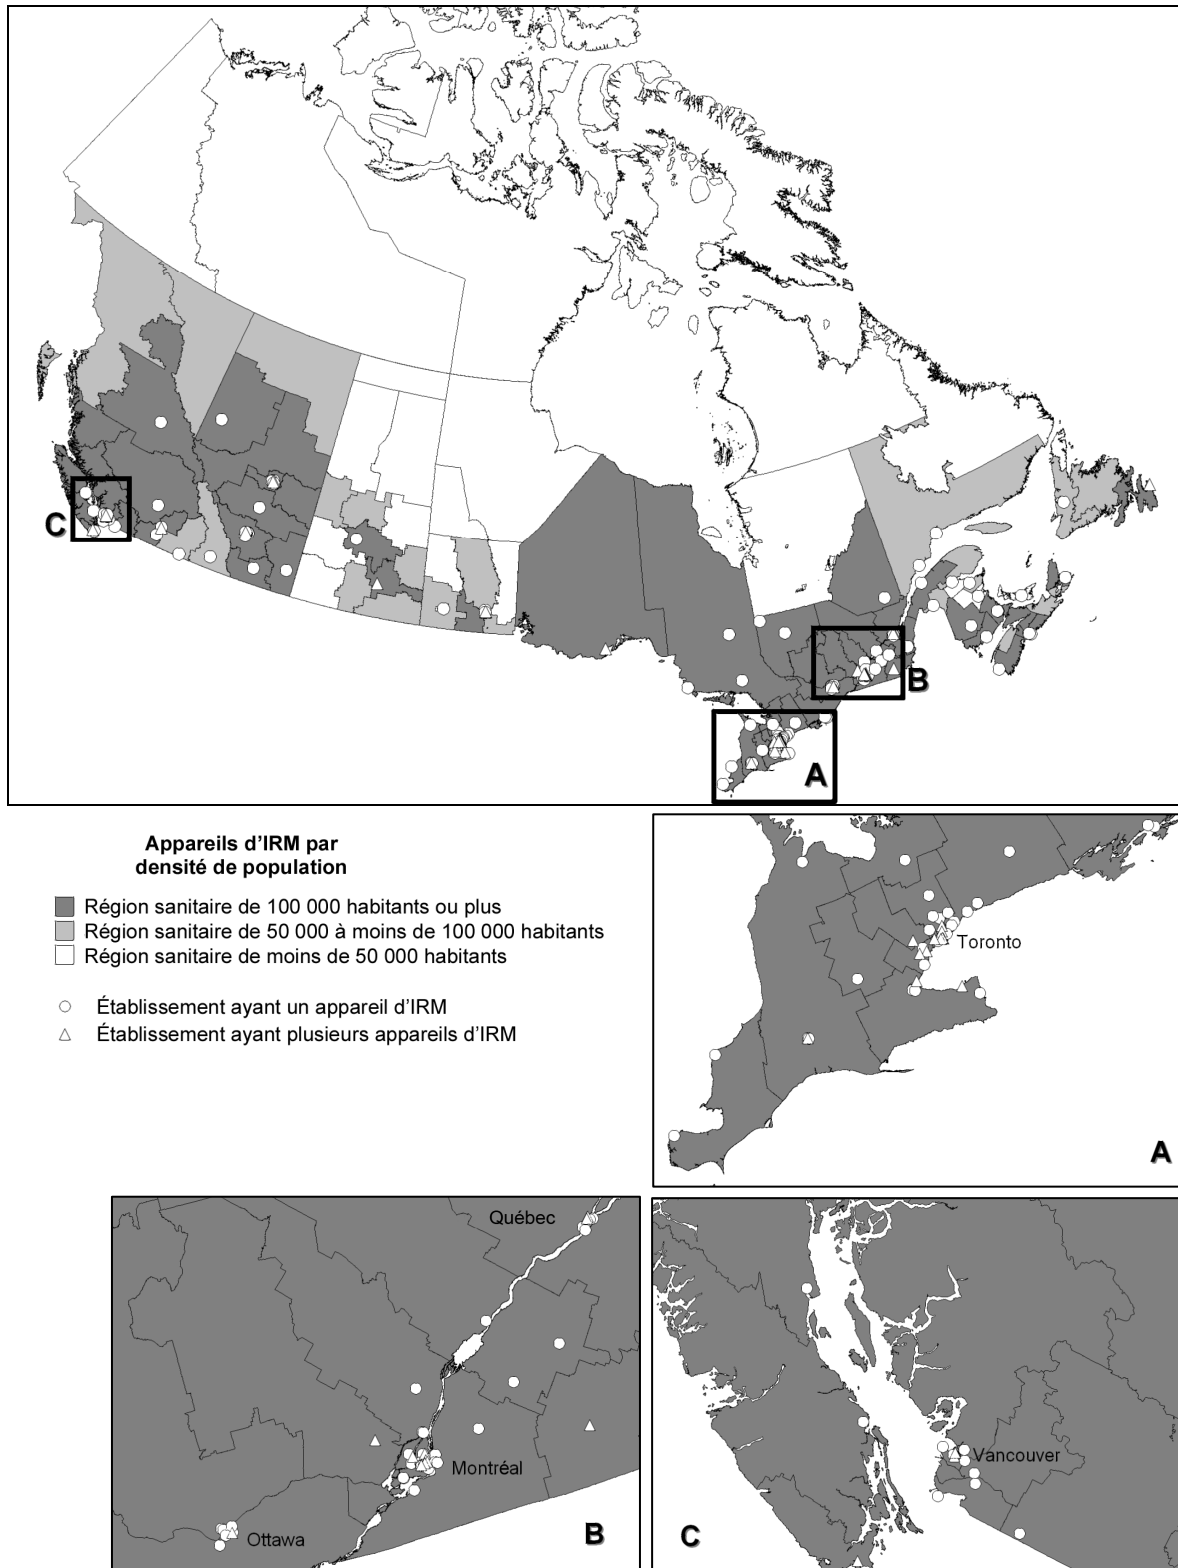 C
B
A
Appareils d’IRM par
densité de population
Région sanitaire de 100 000 habitants ou plus
Région sanitaire de 50 000 à moins de 100 000 habitants
Région sanitaire de moins de 50 000 habitants
Établissement ayant un appareil d’IRM
Établissement ayant plusieurs appareils d’IRM
Toronto
A
Québec
Montréal
Ottawa
B
Vancouver
C